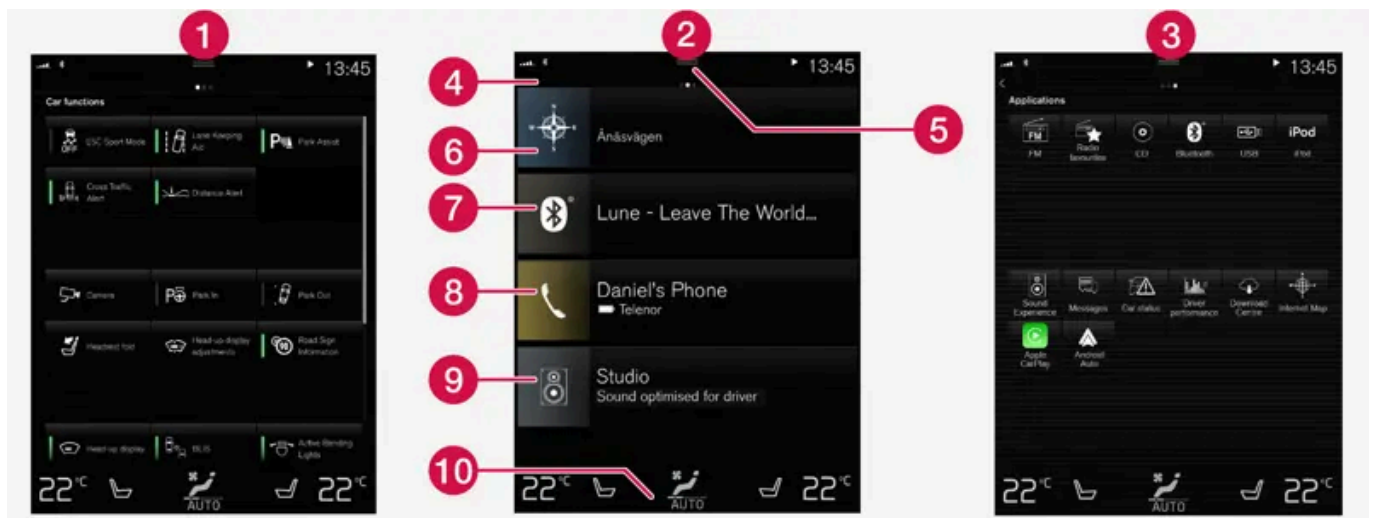 1
13:45
Car functions
OFF
ESC Sport Mode
Lane Keeping
Aid
P
Park Assist
Cross Traffic
Alert
Distance Alert
Camera
P
Park In
Park Out
Headrest fold
Head-up-display
adjustments
90
Road Sign
Information
Head-up display
BLIS
Active Bending
Lights
22°C
AUTO
22°C
2
13:45
4
5
N
W
E
S
Änäsvägen
6
7
Lune - Leave The World...
8
Daniel's Phone
Telenor
9
Studio
Sound optimised for driver
10
22°C
AUTO
22°C
3
13:45
Applications
FM
iPod
FM
Radio
favourites
CD
Bluetooth
USB
iPod
Sound
Experience
Messages
Car status
Driver
performance
Download
Centre
Internet Map
Apple
CarPlay
Android
Auto
22°C
AUTO
22°C